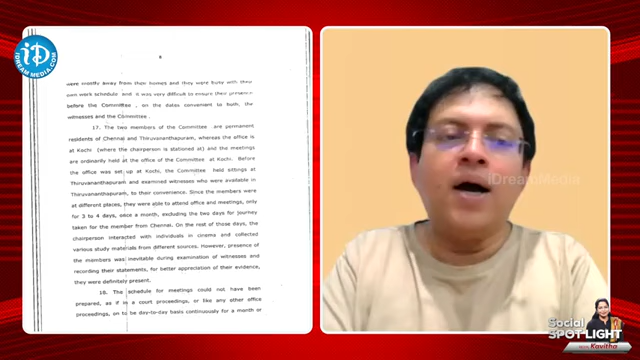 iD
iDREAM MEDIA.COM
8
were mostly away from their homes and they were busy with their
own work schedule and it was very difficult to ensure their presence
before the Committee , on the dates convenient to both, the
witnesses and the Committee .
17. The two members of the Committee are permanent
residents of Chennai and Thiruvananthapuram, whereas the office is
at Kochi (where the chairperson is stationed at) and the meetings
are ordinarily held at the office of the Committee at Kochi. Before
the office was set up at Kochi, the Committee held sittings at
Thiruvananthapuram and examined witnesses who were available in
Thiruvananthapuram, to their convenience. Since the members were
at different places, they were able to attend office and meetings, only
for 3 to 4 days, once a month, excluding the two days for journey
taken for the member from Chennai. On the rest of those days, the
chairperson interacted with individuals in cinema and collected
various study materials from different sources. However, presence of
the members was inevitable during examination of witnesses and
recording their statements, for better appreciation of their evidence,
they were definitely present.
18. The schedule for meetings could not have been
prepared, as if in a court proceedings, or like any other office
proceedings, on to be day-to-day basis continuously for a month or
iDreamMedia
Social
SPOTLIGHT
WITH Kavitha